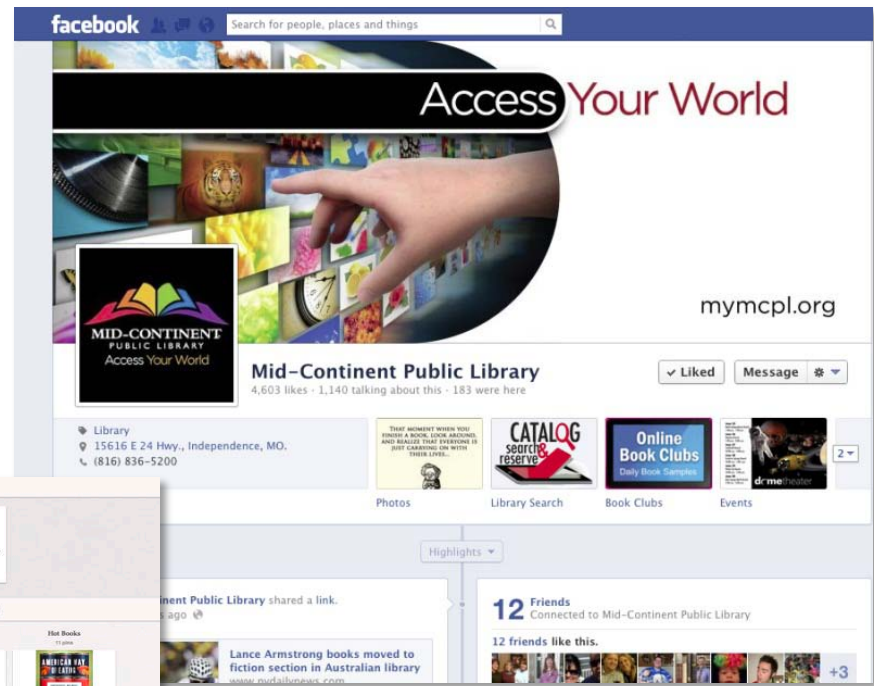 facebook
Search for people, places and things
Access Your World
mymcpl.org
MID-CONTINENT
PUBLIC LIBRARY
Access Your World
Mid-Continent Public Library
4,603 likes · 1,140 talking about this · 183 were here
Liked
Message
Library
15616 E 24 Hwy., Independence, MO.
(816) 836-5200
THAT MOMENT WHEN YOU
FINISH A BOOK, LOOK AROUND,
AND REALIZE THAT EVERYONE IS
JUST CARRYING ON WITH
THEIR LIVES...
CATALOG
search &
reserve
Online
Book Clubs
Daily Book Samples
dometheater
2
Photos
Library Search
Book Clubs
Events
Highlights
inent Public Library shared a link.
ago
Lance Armstrong books moved to
fiction section in Australian library
www.nydailynews.com
12 Friends
Connected to Mid-Continent Public Library
12 friends like this.
+3
Hot Books
11 pins
AMERICAN WAY
OF EATING